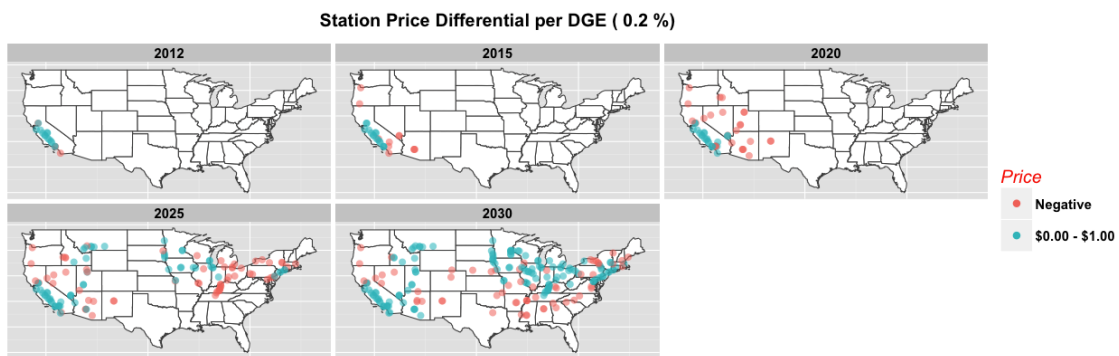 Station Price Differential per DGE ( 0.2 %)
2012
2015
2020
2025
2030
Price
Negative
$0.00 - $1.00